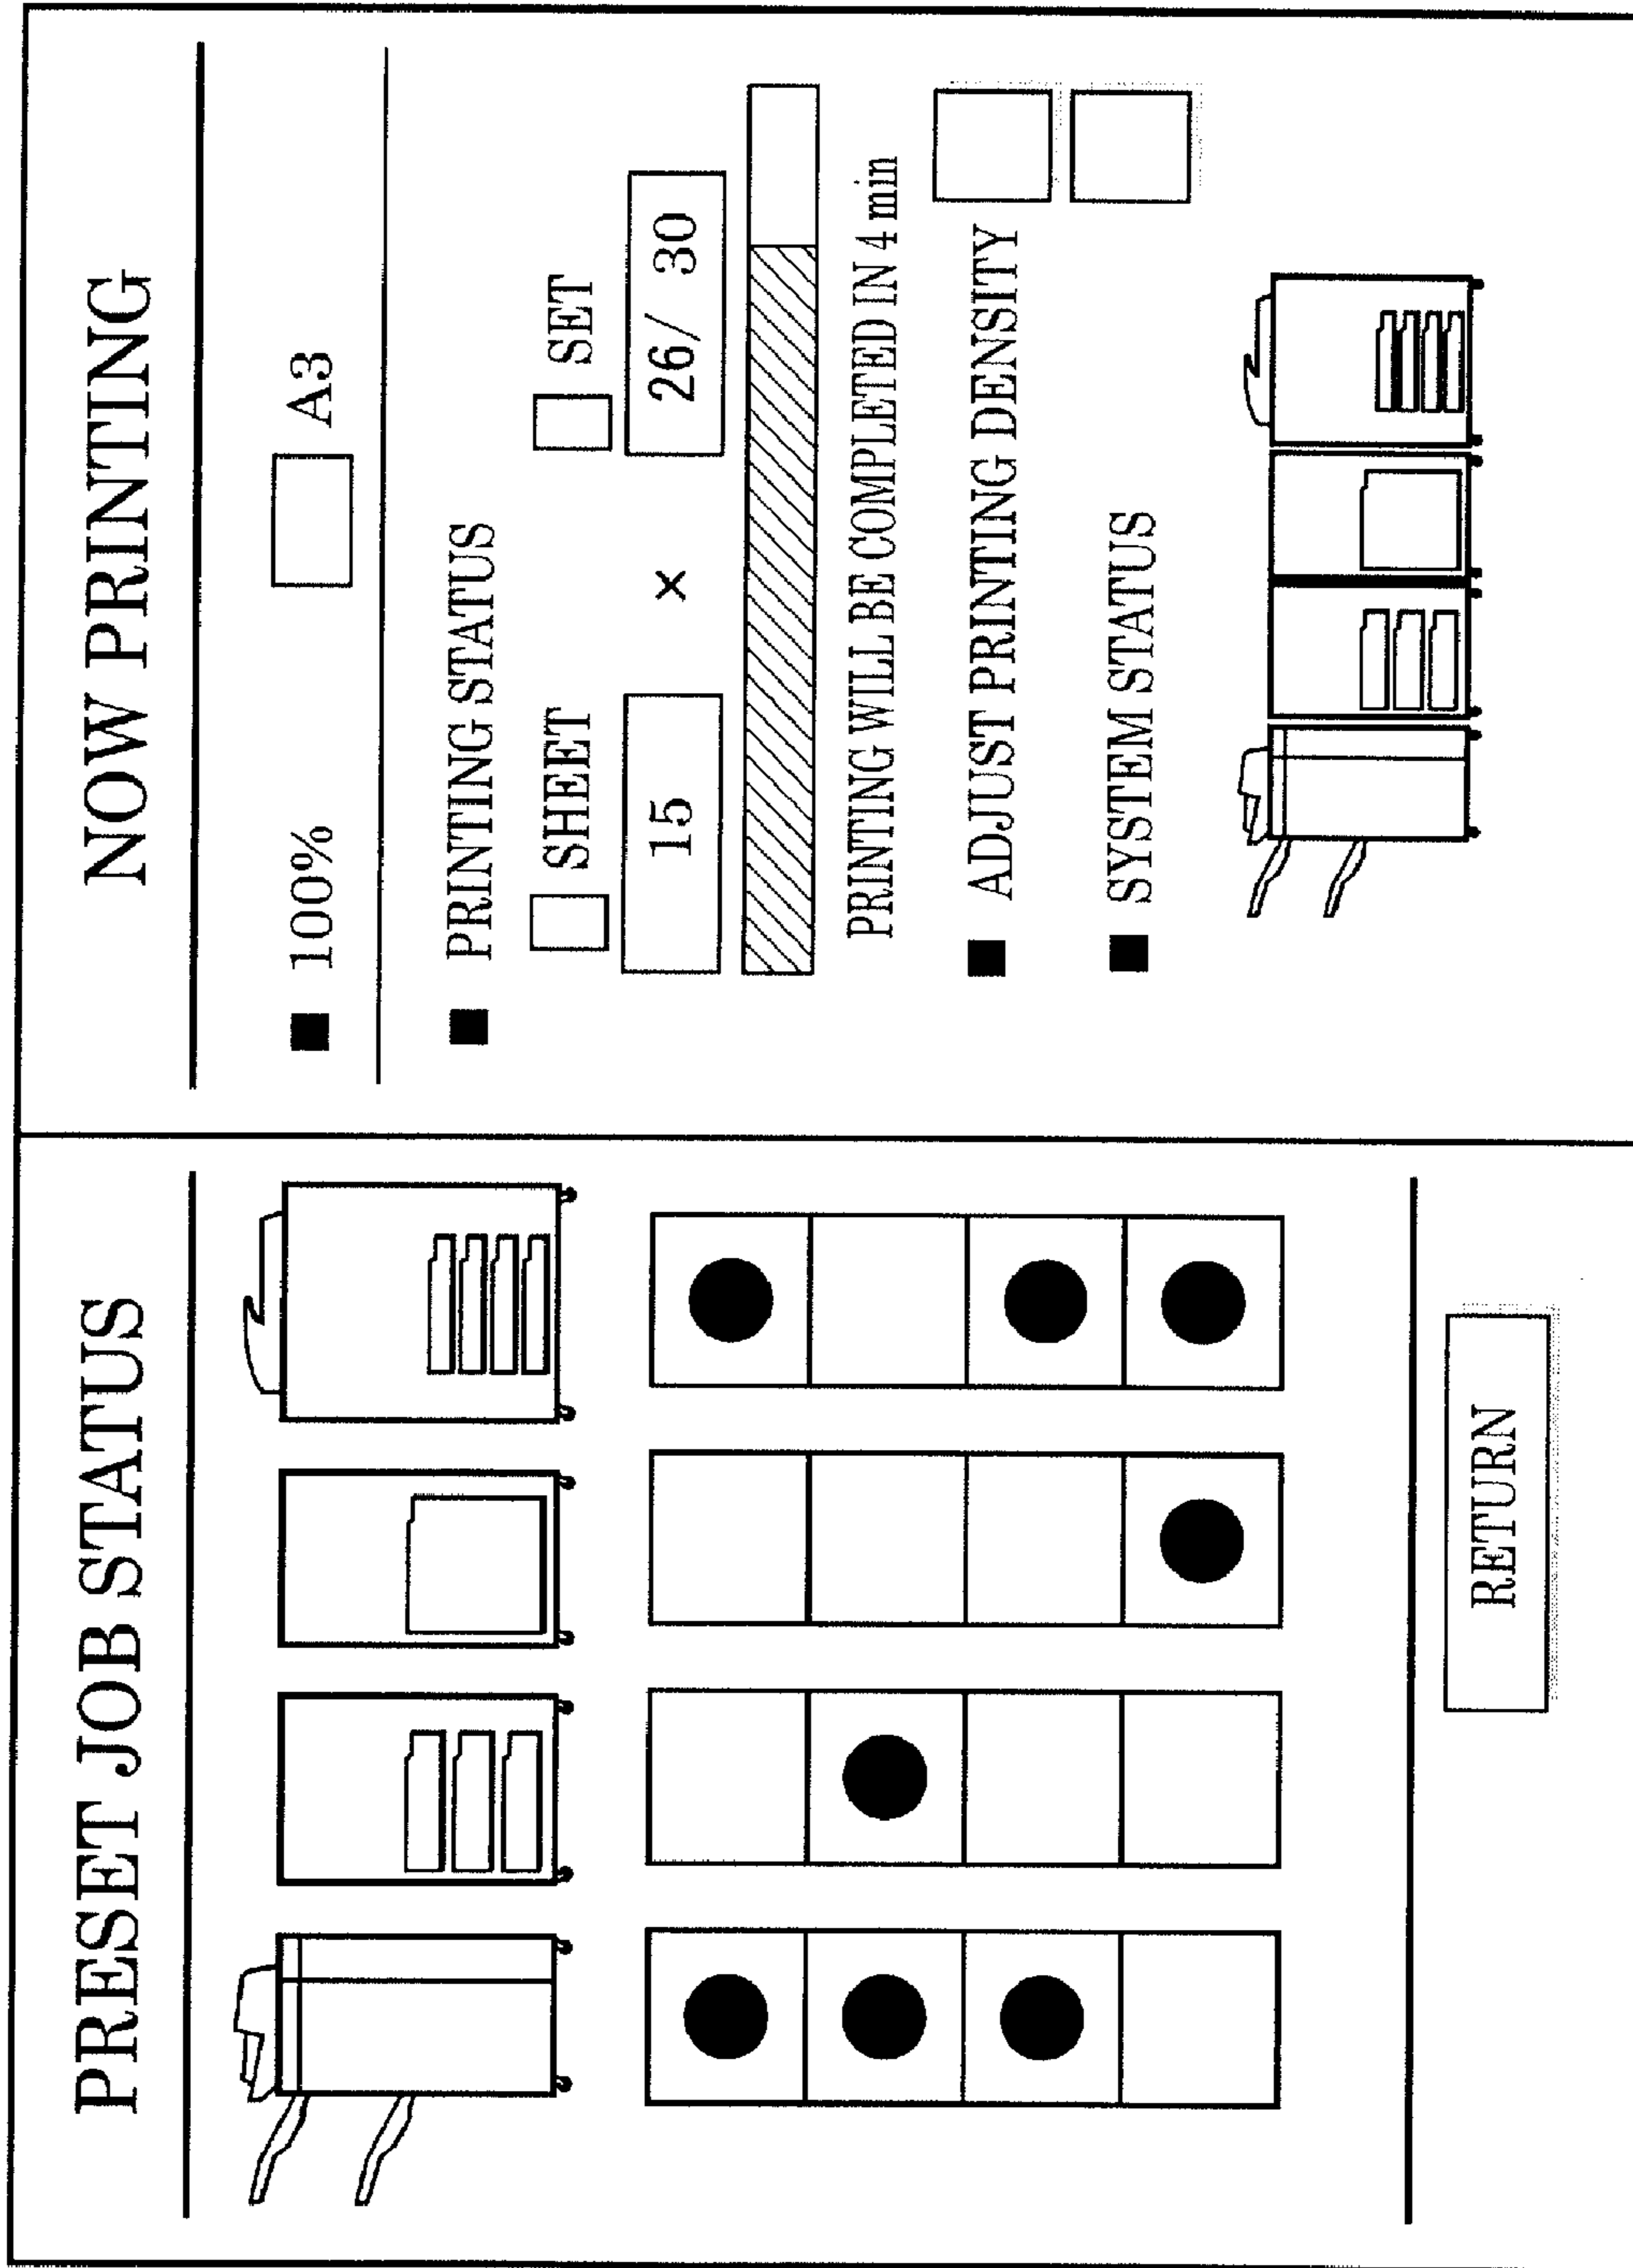 PRESET JOB STATUS
RETURN
NOW PRINTING
■ 100% A3
■ PRINTING STATUS
SHEET SET
15 × 26/ 30
PRINTING WILL BE COMPLETED IN 4 min
■ ADJUST PRINTING DENSITY
■ SYSTEM STATUS